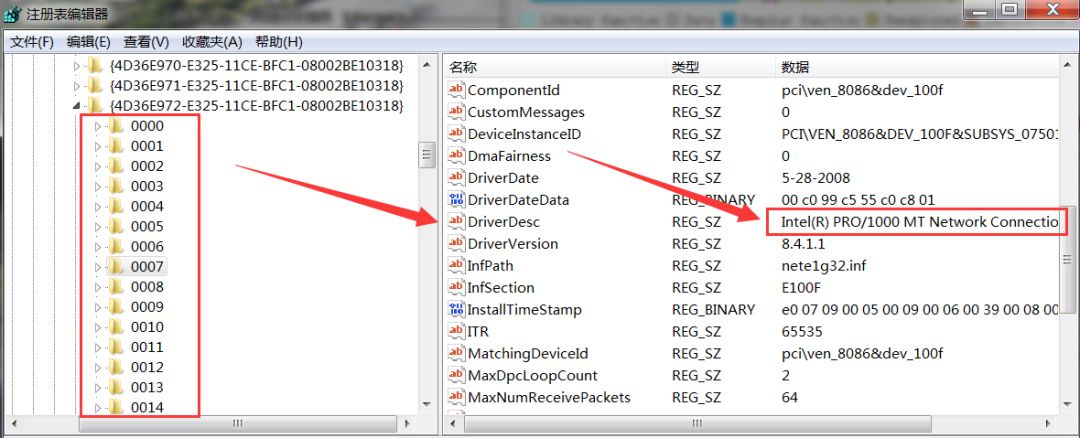 注册表编辑器
文件(F) 编辑(E) 查看(V) 收藏夹(A) 帮助(H)
{4D36E970-E325-11CE-BFC1-08002BE10318}
{4D36E971-E325-11CE-BFC1-08002BE10318}
{4D36E972-E325-11CE-BFC1-08002BE10318}
0000
0001
0002
0003
0004
0005
0006
0007
0008
0009
0010
0011
0012
0013
0014
名称 类型 数据
ComponentId REG_SZ pci\ven_8086&dev_100f
CustomMessages REG_SZ 0
DeviceInstanceID REG_SZ PCI\VEN_8086&DEV_100F&SUBSYS_0750
DmaFairness REG_SZ 0
DriverDate REG_SZ 5-28-2008
DriverDateData REG_BINARY 00 c0 99 c5 55 c0 c8 01
DriverDesc REG_SZ Intel(R) PRO/1000 MT Network Connectio
DriverVersion REG_SZ 8.4.1.1
InfPath REG_SZ nete1g32.inf
InfSection REG_SZ E100F
InstallTimeStamp REG_BINARY e0 07 09 00 05 00 09 00 06 00 39 00 08 00
ITR REG_SZ 65535
MatchingDeviceId REG_SZ pci\ven_8086&dev_100f
MaxDpcLoopCount REG_SZ 2
MaxNumReceivePackets REG_SZ 64